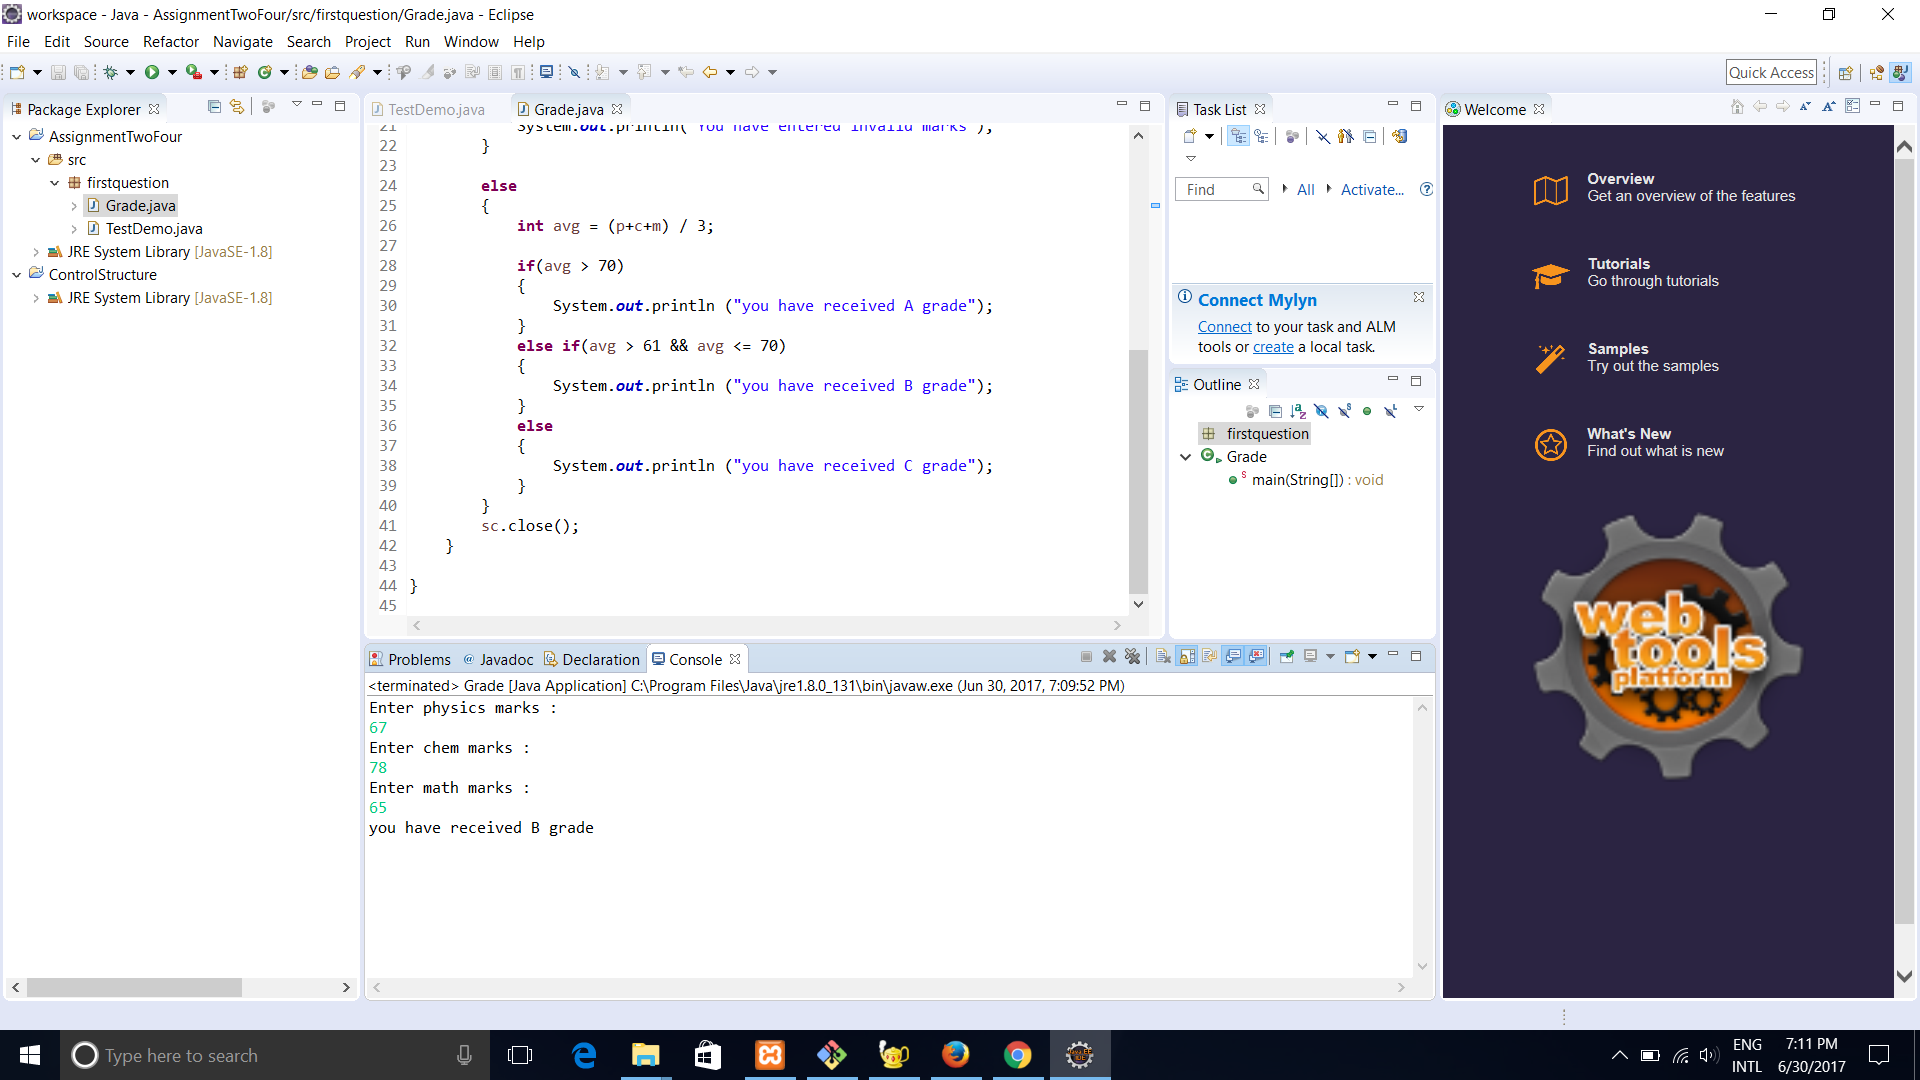 workspace - Java - AssignmentTwoFour/src/firstquestion/Grade.java - Eclipse
File Edit Source Refactor Navigate Search Project Run Window Help
Quick Access
Package Explorer
AssignmentTwoFour
src
firstquestion
Grade.java
TestDemo.java
JRE System Library [JavaSE-1.8]
ControlStructure
JRE System Library [JavaSE-1.8]
TestDemo.java Grade.java
21 System.out.println("You have entered invalid marks");
22 }
23
24 else
25 {
26 int avg = (p+c+m) / 3;
27
28 if(avg > 70)
29 {
30 System.out.println ("you have received A grade");
31 }
32 else if(avg > 61 && avg <= 70)
33 {
34 System.out.println ("you have received B grade");
35 }
36 else
37 {
38 System.out.println ("you have received C grade");
39 }
40 }
41 sc.close();
42 }
43
44 }
45
Task List
Find All Activate...
Connect Mylyn
Connect to your task and ALM
tools or create a local task.
Outline
firstquestion
Grade
main(String[]) : void
Problems Javadoc Declaration Console
<terminated> Grade [Java Application] C:\Program Files\Java\jre1.8.0_131\bin\javaw.exe (Jun 30, 2017, 7:09:52 PM)
Enter physics marks :
67
Enter chem marks :
78
Enter math marks :
65
you have received B grade
Welcome
Overview
Get an overview of the features
Tutorials
Go through tutorials
Samples
Try out the samples
What's New
Find out what is new
web
tools
platform
Type here to search
ENG
INTL
7:11 PM
6/30/2017